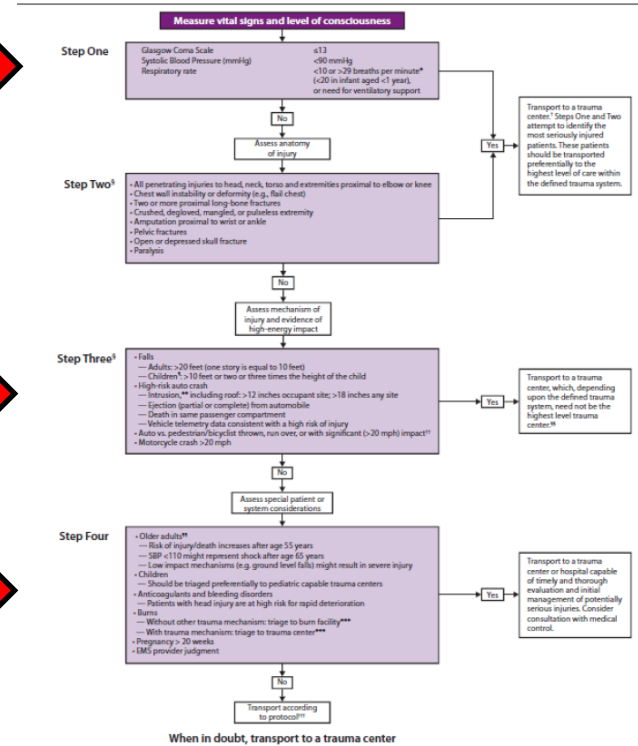 Measure vital signs and level of consciousness
Step One
Glasgow Coma Scale ≤13
Systolic Blood Pressure (mmHg) <90 mmHg
Respiratory rate <10 or >29 breaths per minute*
(<20 in infant aged <1 year),
or need for ventilatory support
No
Yes
Transport to a trauma
center.† Steps One and Two
attempt to identify the
most seriously injured
patients. These patients
should be transported
preferentially to the
highest level of care within
the defined trauma system.
Assess anatomy
of injury
Step Two§
• All penetrating injuries to head, neck, torso and extremities proximal to elbow or knee
• Chest wall instability or deformity (e.g., flail chest)
• Two or more proximal long-bone fractures
• Crushed, degloved, mangled, or pulseless extremity
• Amputation proximal to wrist or ankle
• Pelvic fractures
• Open or depressed skull fracture
• Paralysis
No
Assess mechanism of
injury and evidence of
high-energy impact
Step Three§
• Falls
— Adults: >20 feet (one story is equal to 10 feet)
— Children¶: >10 feet or two or three times the height of the child
• High-risk auto crash
— Intrusion,** including roof: >12 inches occupant site; >18 inches any site
— Ejection (partial or complete) from automobile
— Death in same passenger compartment
— Vehicle telemetry data consistent with a high risk of injury
• Auto vs. pedestrian/bicyclist thrown, run over, or with significant (>20 mph) impact††
• Motorcycle crash >20 mph
Yes
Transport to a trauma
center, which, depending
upon the defined trauma
system, need not be the
highest level trauma
center.§§
No
Assess special patient or
system considerations
Step Four
• Older adults¶¶
— Risk of injury/death increases after age 55 years
— SBP <110 might represent shock after age 65 years
— Low impact mechanisms (e.g. ground level falls) might result in severe injury
• Children
— Should be triaged preferentially to pediatric capable trauma centers
• Anticoagulants and bleeding disorders
— Patients with head injury are at high risk for rapid deterioration
• Burns
— Without other trauma mechanism: triage to burn facility***
— With trauma mechanism: triage to trauma center***
• Pregnancy > 20 weeks
• EMS provider judgment
Yes
Transport to a trauma
center or hospital capable
of timely and thorough
evaluation and initial
management of potentially
serious injuries. Consider
consultation with medical
control.
No
Transport according
to protocol†††
When in doubt, transport to a trauma center